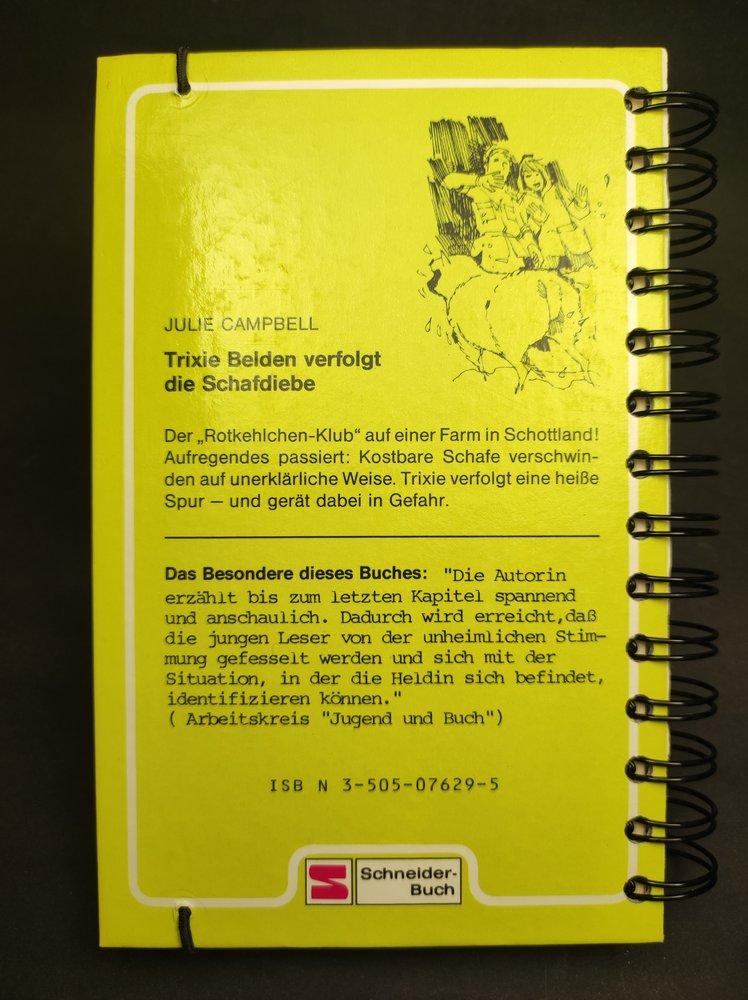 JULIE CAMPBELL
Trixie Belden verfolgt
die Schafdiebe
Der „Rotkehlchen-Klub“ auf einer Farm in Schottland!
Aufregendes passiert: Kostbare Schafe verschwin-
den auf unerklärliche Weise. Trixie verfolgt eine heiße
Spur — und gerät dabei in Gefahr.
Das Besondere dieses Buches: "Die Autorin
erzählt bis zum letzten Kapitel spannend
und anschaulich. Dadurch wird erreicht,daß
die jungen Leser von der unheimlichen Stim-
mung gefesselt werden und sich mit der
Situation, in der die Heldin sich befindet,
identifizieren können."
( Arbeitskreis "Jugend und Buch")
ISB N 3-505-07629-5
Schneider-
Buch